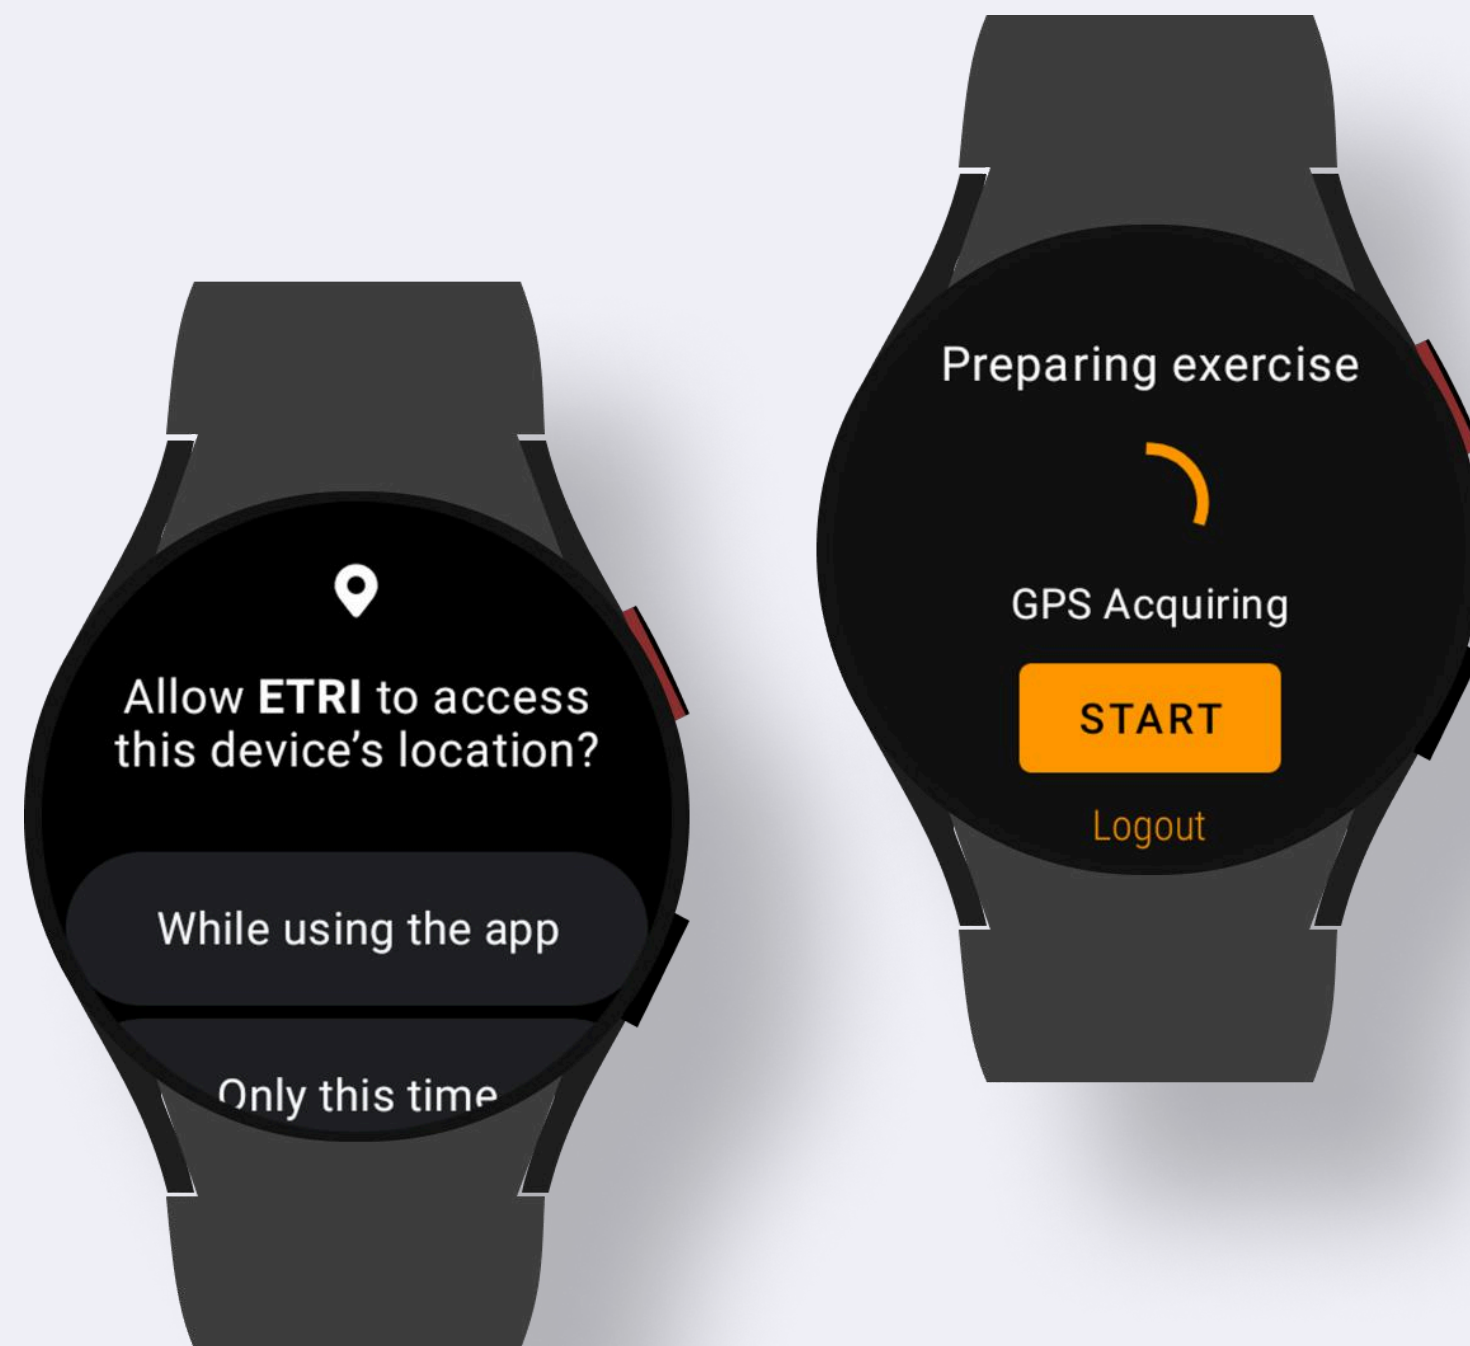 Allow ETRI to access
this device’s location?
While using the app
Only this time
Preparing exercise
GPS Acquiring
START
Logout